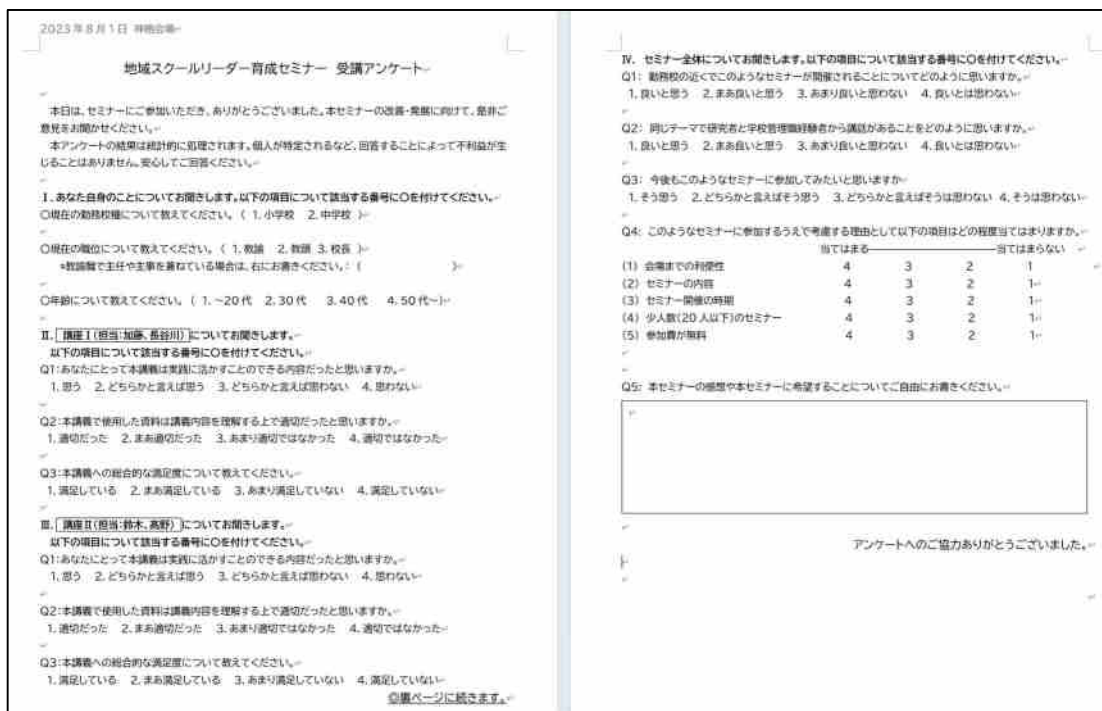 2023年8月1日 神栖会場
地域スクールリーダー育成セミナー 受講アンケート
本日は、セミナーにご参加いただき、ありがとうございました。本セミナーの改善・発展に向けて、是非ご
意見をお聞かせください。
本アンケートの結果は統計的に処理されます。個人が特定されるなど、回答することによって不利益が生
じることはありません。安心してご回答ください。
Ⅰ.あなた自身のことについてお聞きします。以下の項目について該当する番号に○を付けてください。
○現在の勤務校種について教えてください。( 1.小学校 2.中学校 )
○現在の職位について教えてください。( 1.教諭 2.教頭 3.校長 )
*教諭職で主任や主事を兼ねている場合は、右にお書きください。:( )
○年齢について教えてください。( 1.~20代 2.30代 3.40代 4.50代~)
Ⅱ.講座Ⅰ(担当:加藤、長谷川)についてお聞きします。
以下の項目について該当する番号に○を付けてください。
Q1:あなたにとって本講義は実践に活かすことのできる内容だったと思いますか。
1.思う 2.どちらかと言えば思う 3.どちらかと言えば思わない 4.思わない
Q2:本講義で使用した資料は講義内容を理解する上で適切だったと思いますか。
1.適切だった 2.まあ適切だった 3.あまり適切ではなかった 4.適切ではなかった
Q3:本講義への総合的な満足度について教えてください。
1.満足している 2.まあ満足している 3.あまり満足していない 4.満足していない
Ⅲ.講座Ⅱ(担当:鈴木、高野)についてお聞きします。
以下の項目について該当する番号に○を付けてください。
Q1:あなたにとって本講義は実践に活かすことのできる内容だったと思いますか。
1.思う 2.どちらかと言えば思う 3.どちらかと言えば思わない 4.思わない
Q2:本講義で使用した資料は講義内容を理解する上で適切だったと思いますか。
1.適切だった 2.まあ適切だった 3.あまり適切ではなかった 4.適切ではなかった
Q3:本講義への総合的な満足度について教えてください。
1.満足している 2.まあ満足している 3.あまり満足していない 4.満足していない
◎裏ページに続きます。
Ⅳ. セミナー全体についてお聞きします。以下の項目について該当する番号に○を付けてください。
Q1: 勤務校の近くでこのようなセミナーが開催されることについてどのように思いますか。
1.良いと思う 2.まあ良いと思う 3.あまり良いと思わない 4.良いとは思わない
Q2: 同じテーマで研究者と学校管理職経験者から講話があることをどのように思いますか。
1.良いと思う 2.まあ良いと思う 3.あまり良いと思わない 4.良いとは思わない
Q3: 今後もこのようなセミナーに参加してみたいと思いますか
1.そう思う 2.どちらかと言えばそう思う 3.どちらかと言えばそうは思わない 4.そうは思わない
Q4: このようなセミナーに参加するうえで考慮する理由として以下の項目はどの程度当てはまりますか。
当てはまる――――――――当てはまらない
(1) 会場までの利便性 4 3 2 1
(2) セミナーの内容 4 3 2 1
(3) セミナー開催の時期 4 3 2 1
(4) 少人数(20人以下)のセミナー 4 3 2 1
(5) 参加費が無料 4 3 2 1
Q5: 本セミナーの感想や本セミナーに希望することについてご自由にお書きください。
アンケートへのご協力ありがとうございました。